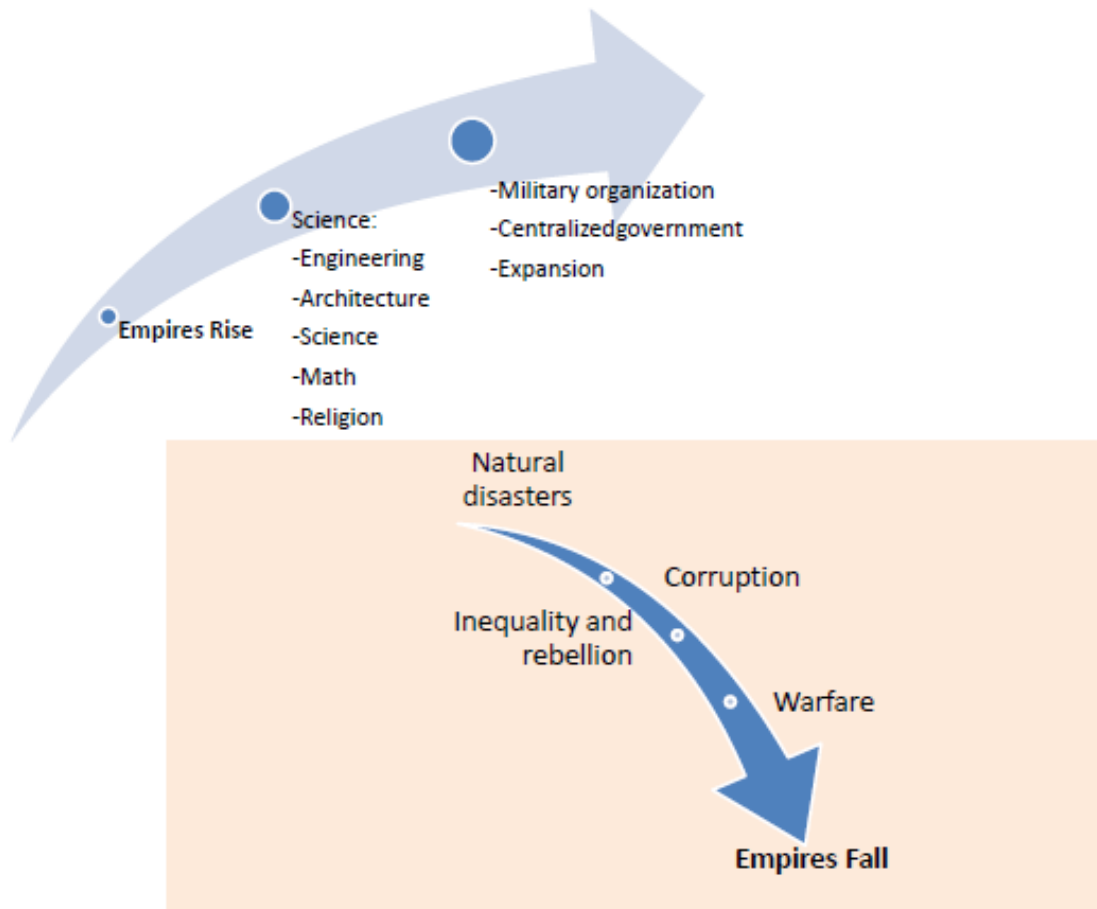 Empires Rise
Science:
-Engineering
-Architecture
-Science
-Math
-Religion
-Military organization
-Centralizedgovernment
-Expansion
Natural
disasters
Corruption
Inequality and
rebellion
Warfare
Empires Fall